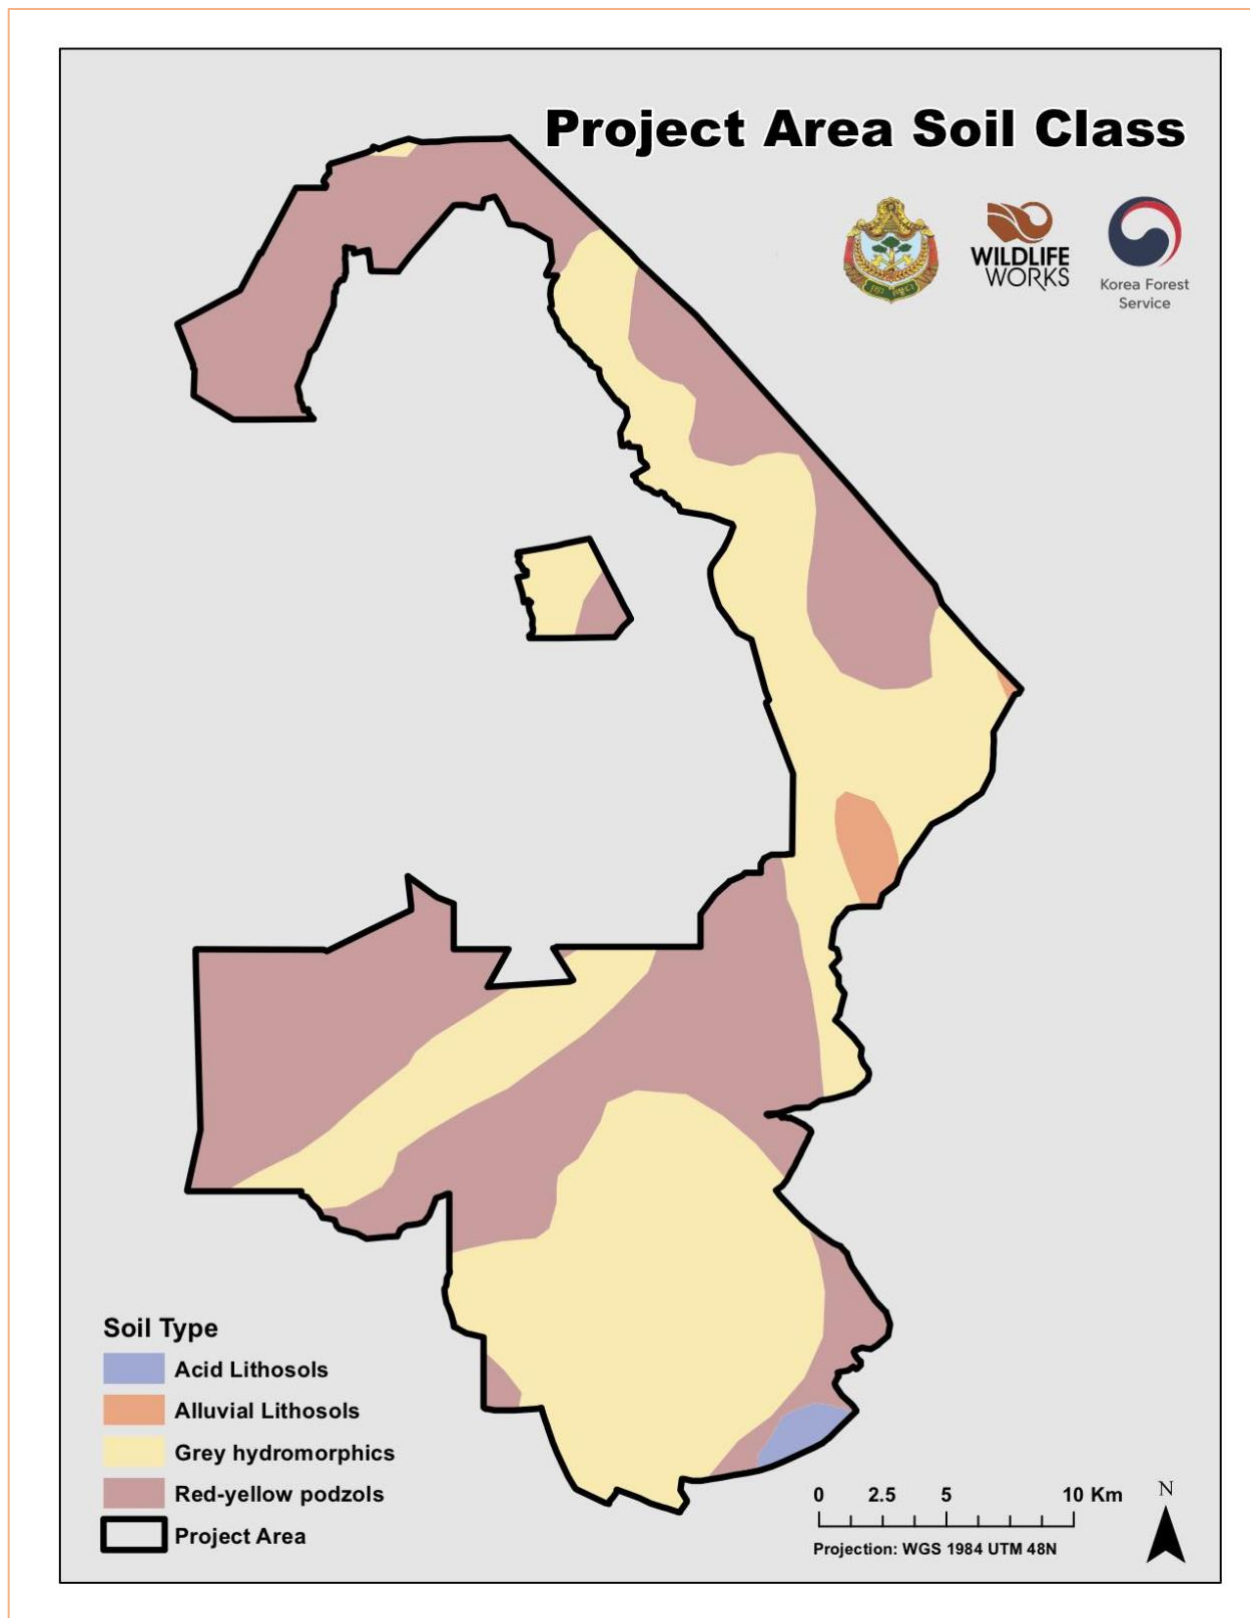 Project Area Soil Class
WILDLIFE
WORKS
Korea Forest
Service
Soil Type
Acid Lithosols
Alluvial Lithosols
Grey hydromorphics
Red-yellow podzols
Project Area
0 2.5 5 10 Km
Projection: WGS 1984 UTM 48N
N